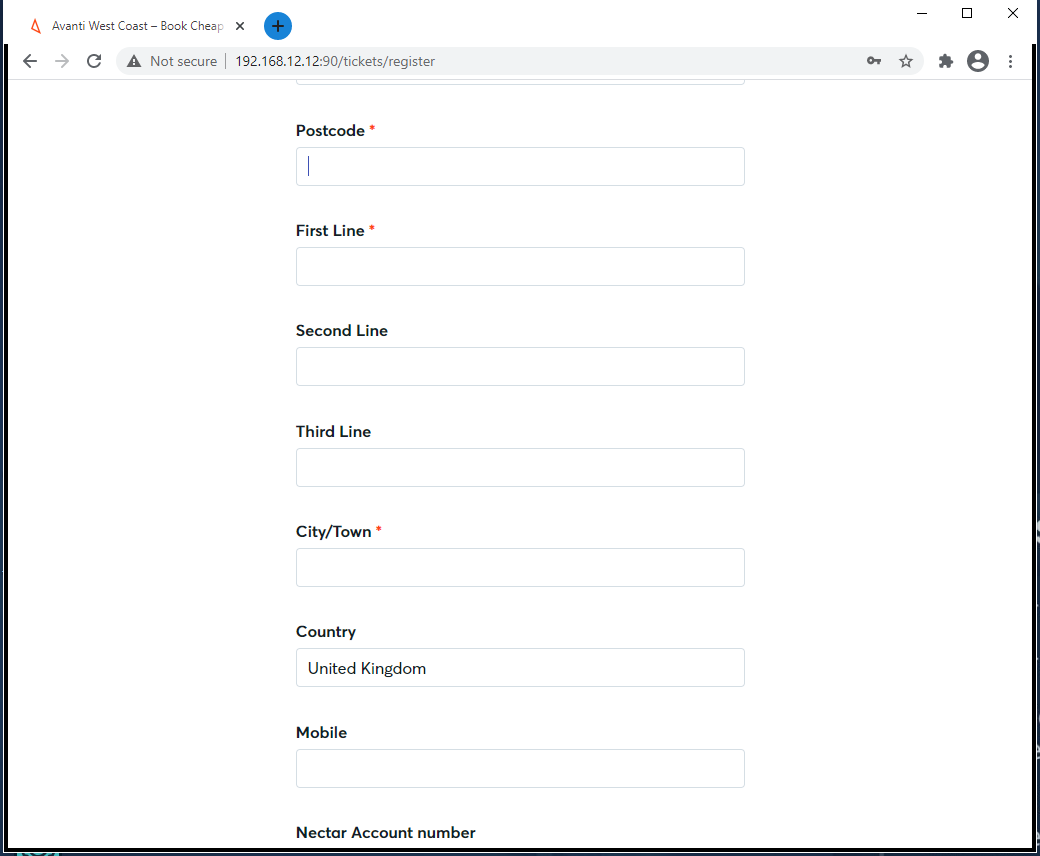 Avanti West Coast – Book Cheap
Not secure 192.168.12.12:90/tickets/register
Postcode *
First Line *
Second Line
Third Line
City/Town *
Country
United Kingdom
Mobile
Nectar Account number